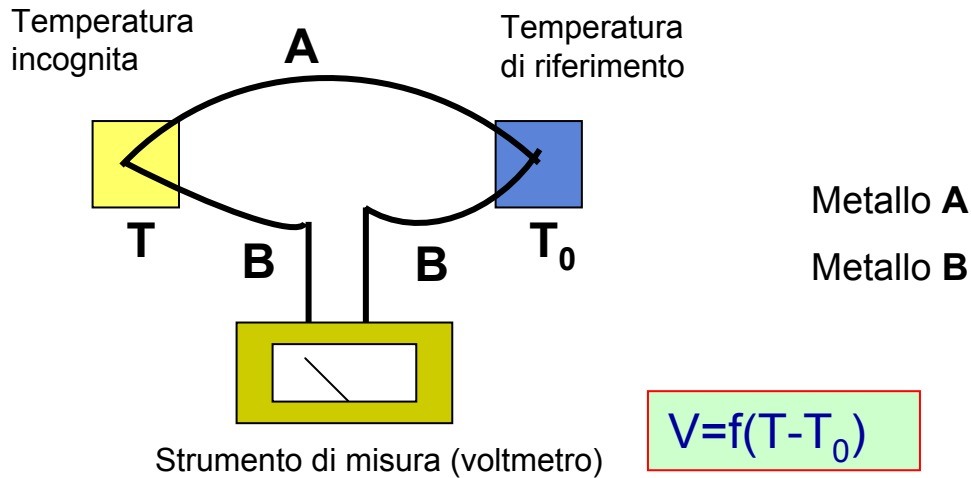 Temperatura
incognita
A
Temperatura
di riferimento
T
B
B
T₀
Metallo A
Metallo B
V=f(T-T₀)
Strumento di misura (voltmetro)